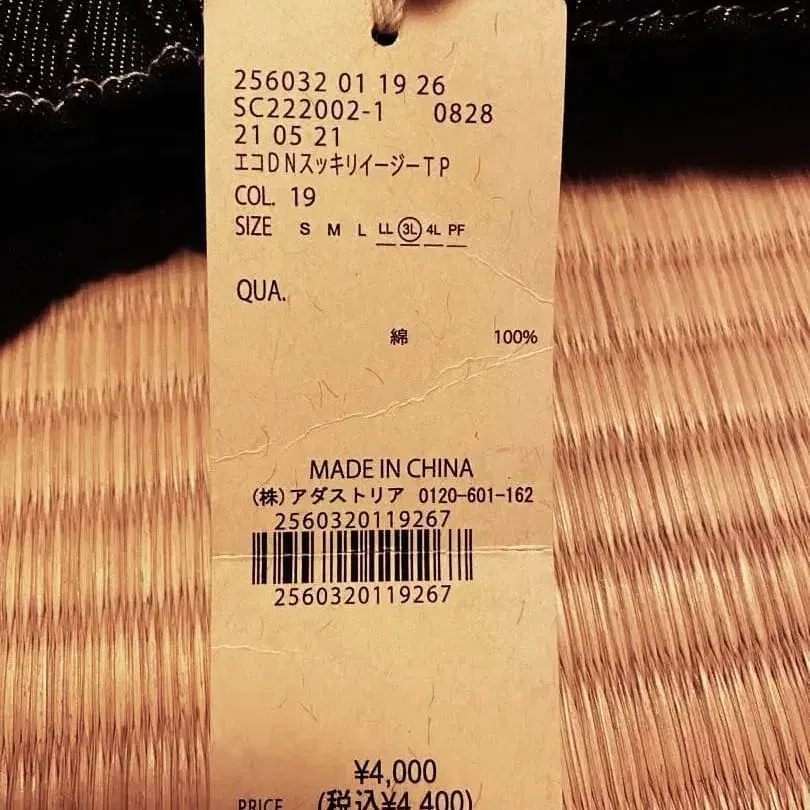 256032 01 19 26
SC222002-1 0828
21 05 21
エコDNスッキリイージーTP
COL. 19
SIZE S M L LL 3L 4L PF
QUA.
綿 100%
MADE IN CHINA
(株)アダストリア 0120-601-162
2560320119267
2560320119267
¥4,000
PRICE (税込¥4,400)